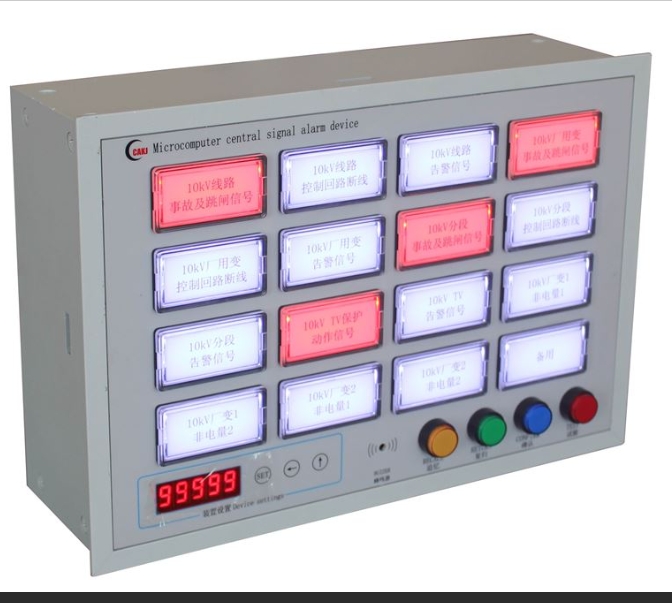 CAKJ Microcomputer central signal alarm device
10kV线路
事故及跳闸信号
10kV线路
控制回路断线
10kV线路
告警信号
10kV厂用变
事故及跳闸信号
10kV厂用变
控制回路断线
10kV厂用变
告警信号
10kV分段
事故及跳闸信号
10kV分段
控制回路断线
10kV分段
告警信号
10kV TV保护
动作信号
10kV TV
告警信号
10kV厂变1
非电量1
10kV厂变1
非电量2
10kV厂变2
非电量1
10kV厂变2
非电量2
备用
99999
SET
←
↑
装置设置 Device settings